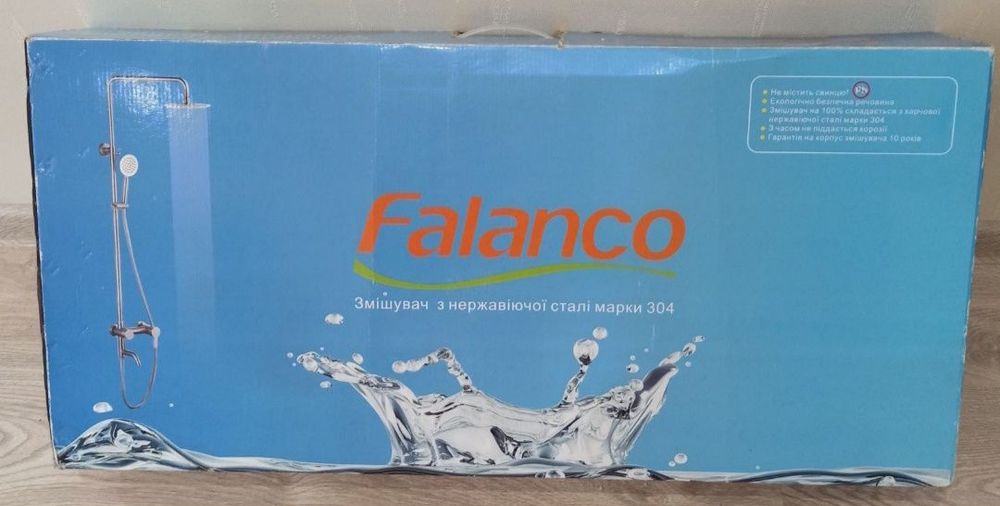 Не містить свинцю! Pb
Екологічно безпечна речовина
Змішувач на 100% складається з харчової
нержавіючої сталі марки 304
З часом не піддається корозії
Гарантія на корпус змішувача 10 років
Falanco
Змішувач з нержавіючої сталі марки 304